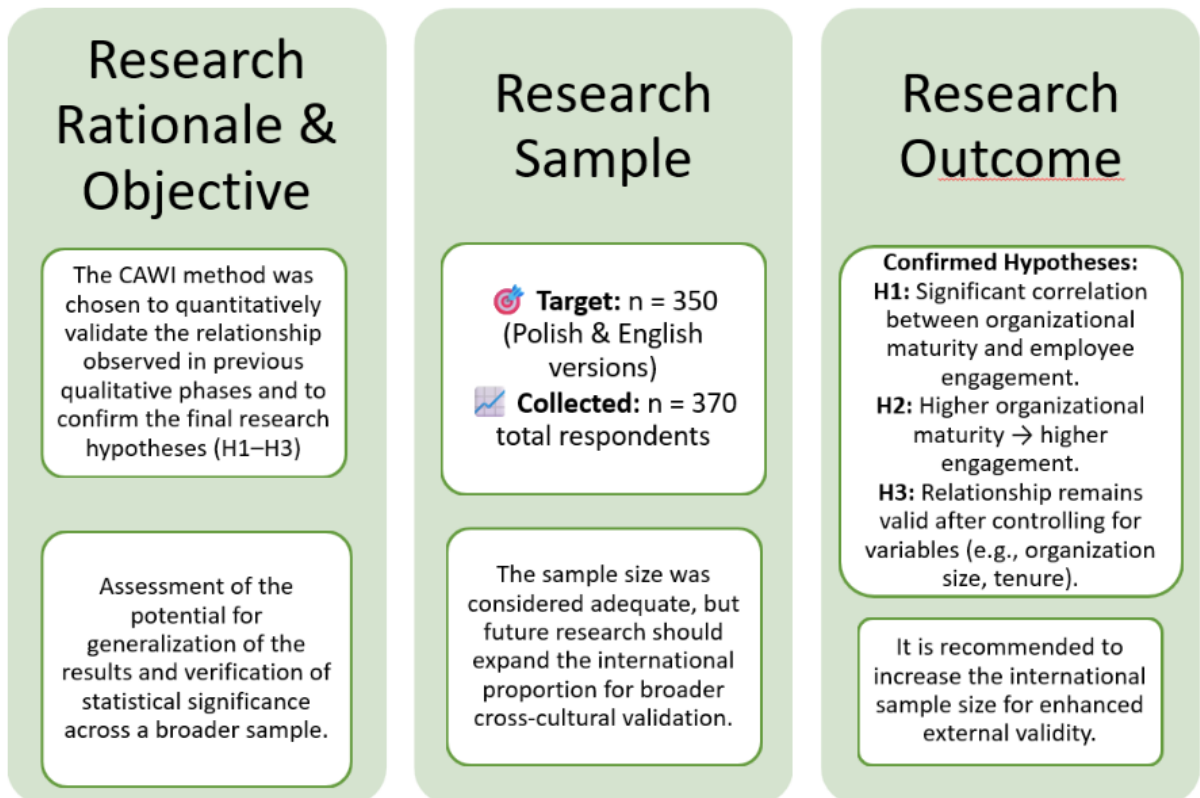 Research
Rationale &
Objective
The CAWI method was
chosen to quantitatively
validate the relationship
observed in previous
qualitative phases and to
confirm the final research
hypotheses (H1–H3)
Assessment of the
potential for
generalization of the
results and verification of
statistical significance
across a broader sample.
Research
Sample
🎯 Target: n = 350
(Polish & English
versions)
📈 Collected: n = 370
total respondents
The sample size was
considered adequate, but
future research should
expand the international
proportion for broader
cross-cultural validation.
Research
Outcome
Confirmed Hypotheses:
H1: Significant correlation
between organizational
maturity and employee
engagement.
H2: Higher organizational
maturity → higher
engagement.
H3: Relationship remains
valid after controlling for
variables (e.g., organization
size, tenure).
It is recommended to
increase the international
sample size for enhanced
external validity.